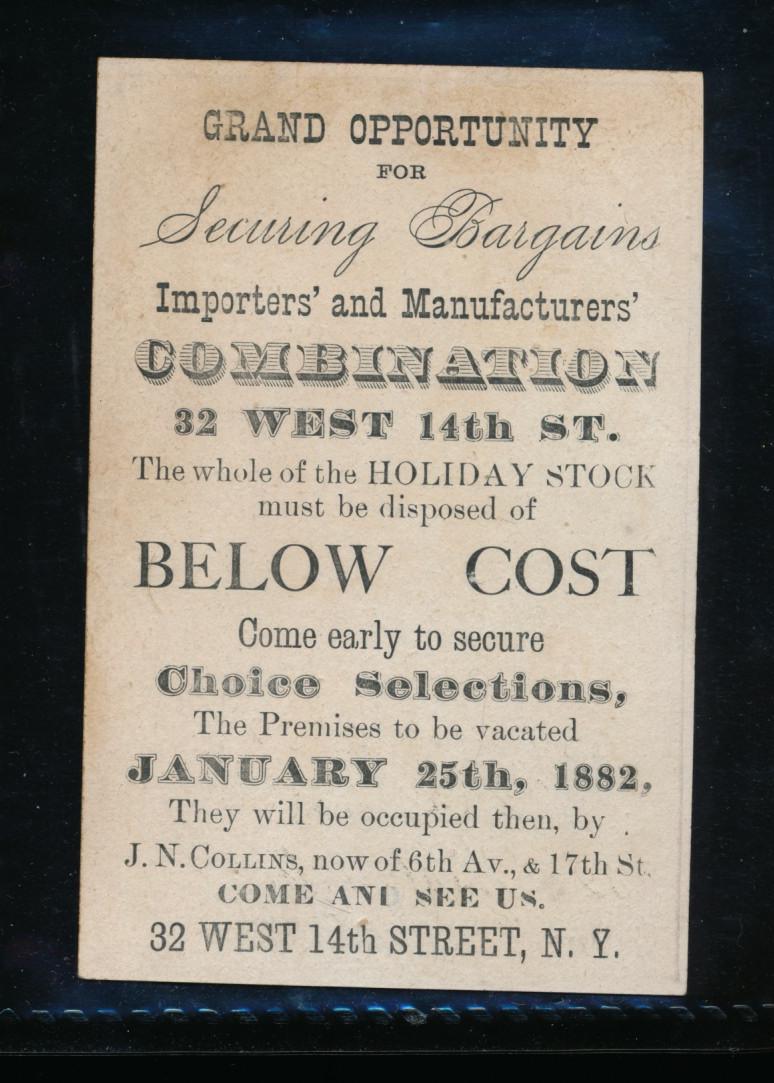 GRAND OPPORTUNITY
FOR
Securing Bargains
Importers' and Manufacturers'
COMBINATION
32 WEST 14th ST.
The whole of the HOLIDAY STOCK
must be disposed of
BELOW COST
Come early to secure
Choice Selections,
The Premises to be vacated
JANUARY 25th, 1882,
They will be occupied then, by
J. N. COLLINS, now of 6th Av., & 17th St.
COME AND SEE US.
32 WEST 14th STREET, N. Y.